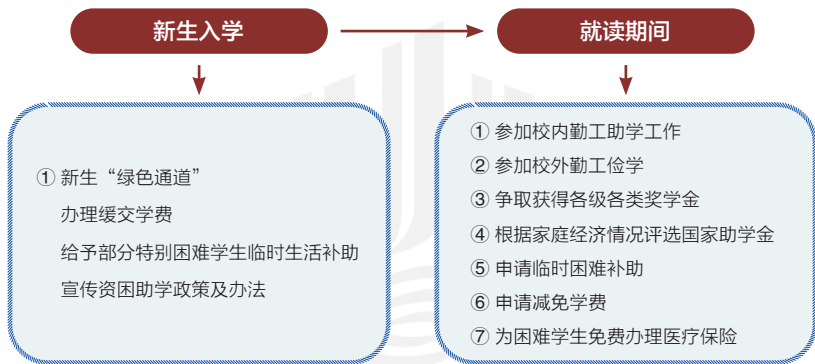 新生入学
① 新生“绿色通道”
办理缓交学费
给予部分特别困难学生临时生活补助
宣传资困助学政策及办法
就读期间
① 参加校内勤工助学工作
② 参加校外勤工俭学
③ 争取获得各级各类奖学金
④ 根据家庭经济情况评选国家助学金
⑤ 申请临时困难补助
⑥ 申请减免学费
⑦ 为困难学生免费办理医疗保险